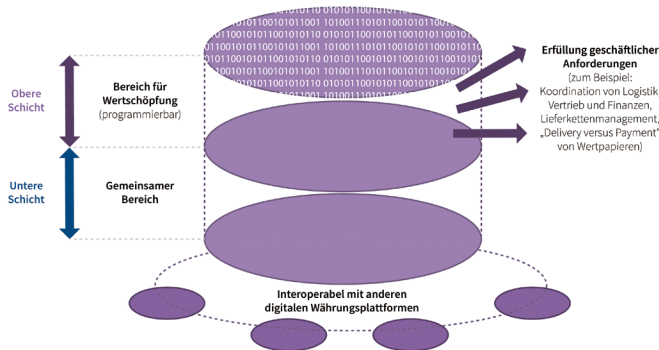 Obere
Schicht
Bereich für
Wertschöpfung
(programmierbar)
Untere
Schicht
Gemeinsamer
Bereich
Erfüllung geschäftlicher
Anforderungen
(zum Beispiel:
Koordination von Logistik,
Vertrieb und Finanzen,
Lieferkettenmanagement,
„Delivery versus Payment“
von Wertpapieren)
Interoperabel mit anderen
digitalen Währungsplattformen